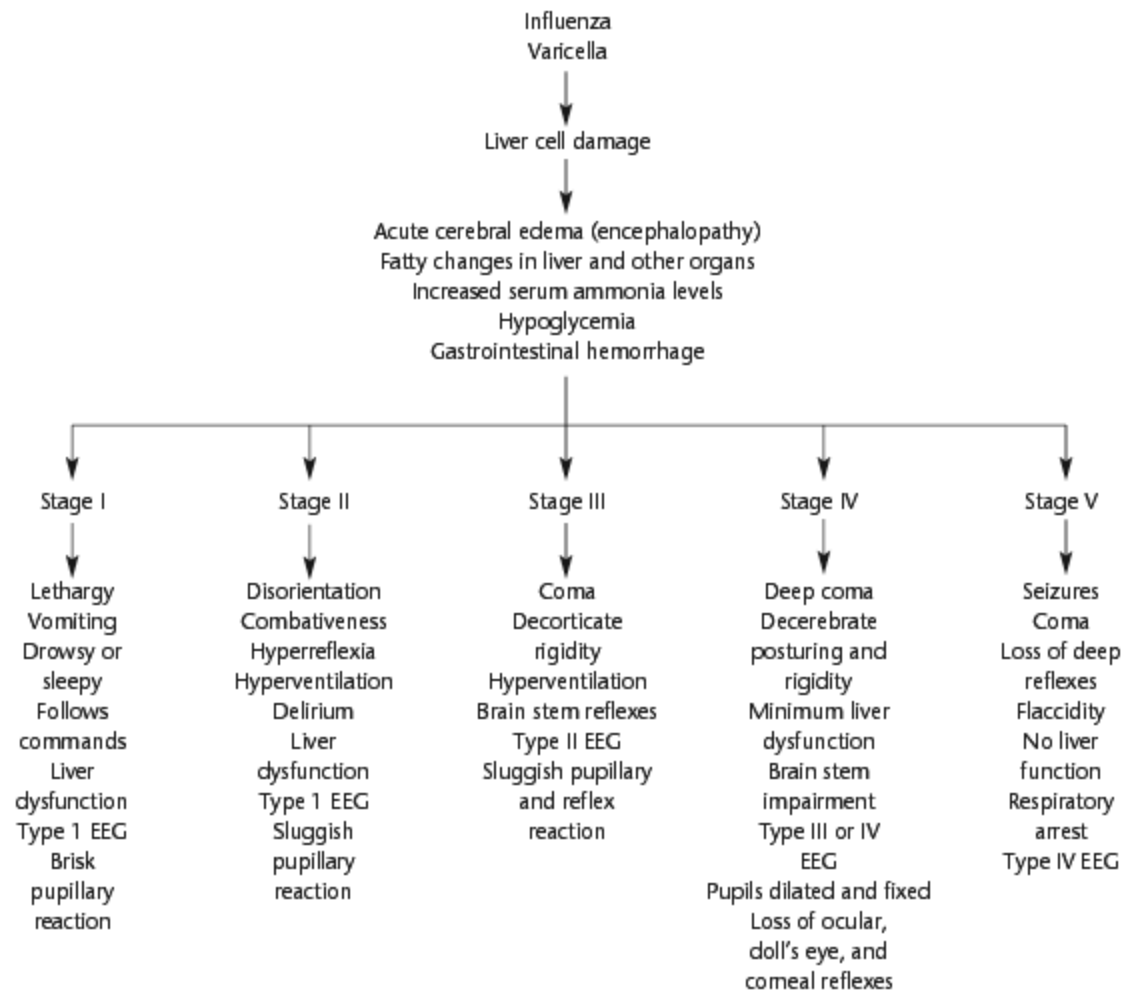 Influenza
Varicella
Liver cell damage
Acute cerebral edema (encephalopathy)
Fatty changes in liver and other organs
Increased serum ammonia levels
Hypoglycemia
Gastrointestinal hemorrhage
Stage I
Lethargy
Vomiting
Drowsy or
sleepy
Follows
commands
Liver
dysfunction
Type 1 EEG
Brisk
pupillary
reaction
Stage II
Disorientation
Combativeness
Hyperreflexia
Hyperventilation
Delirium
Liver
dysfunction
Type 1 EEG
Sluggish
pupillary
reaction
Stage III
Coma
Decorticate
rigidity
Hyperventilation
Brain stem reflexes
Type II EEG
Sluggish pupillary
and reflex
reaction
Stage IV
Deep coma
Decerebrate
posturing and
rigidity
Minimum liver
dysfunction
Brain stem
impairment
Type III or IV
EEG
Pupils dilated and fixed
Loss of ocular,
doll's eye, and
corneal reflexes
Stage V
Seizures
Coma
Loss of deep
reflexes
Flaccidity
No liver
function
Respiratory
arrest
Type IV EEG